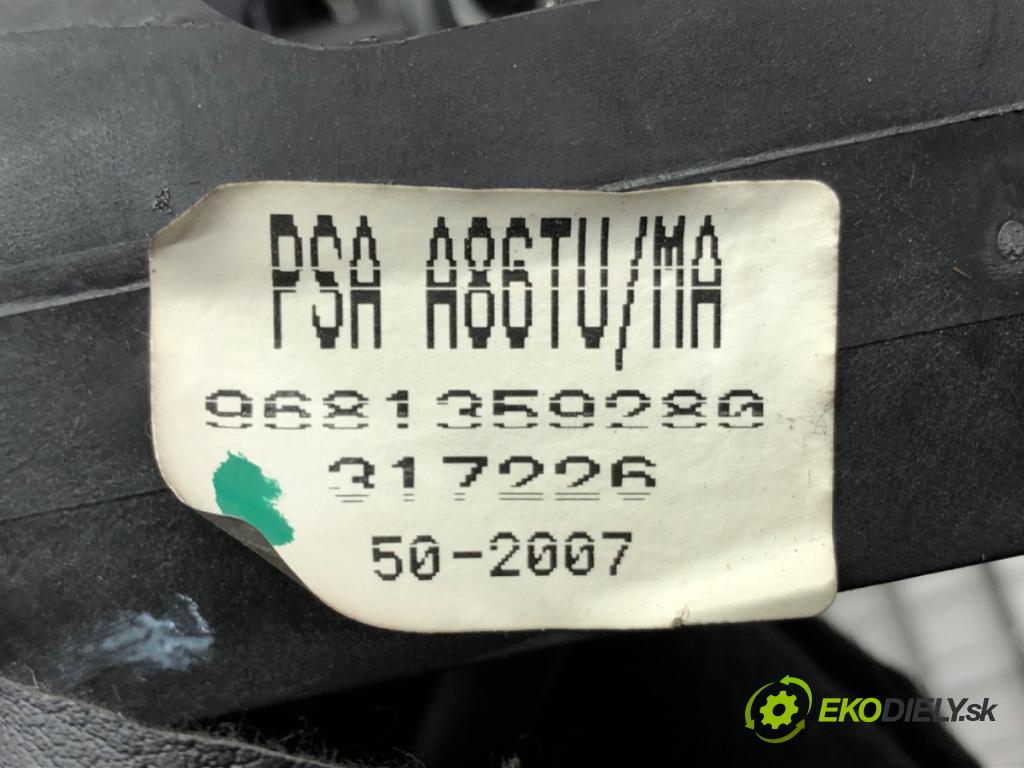 PSA A86TU/MA
9681359280
317226
50-2007
EKODIELY.sk